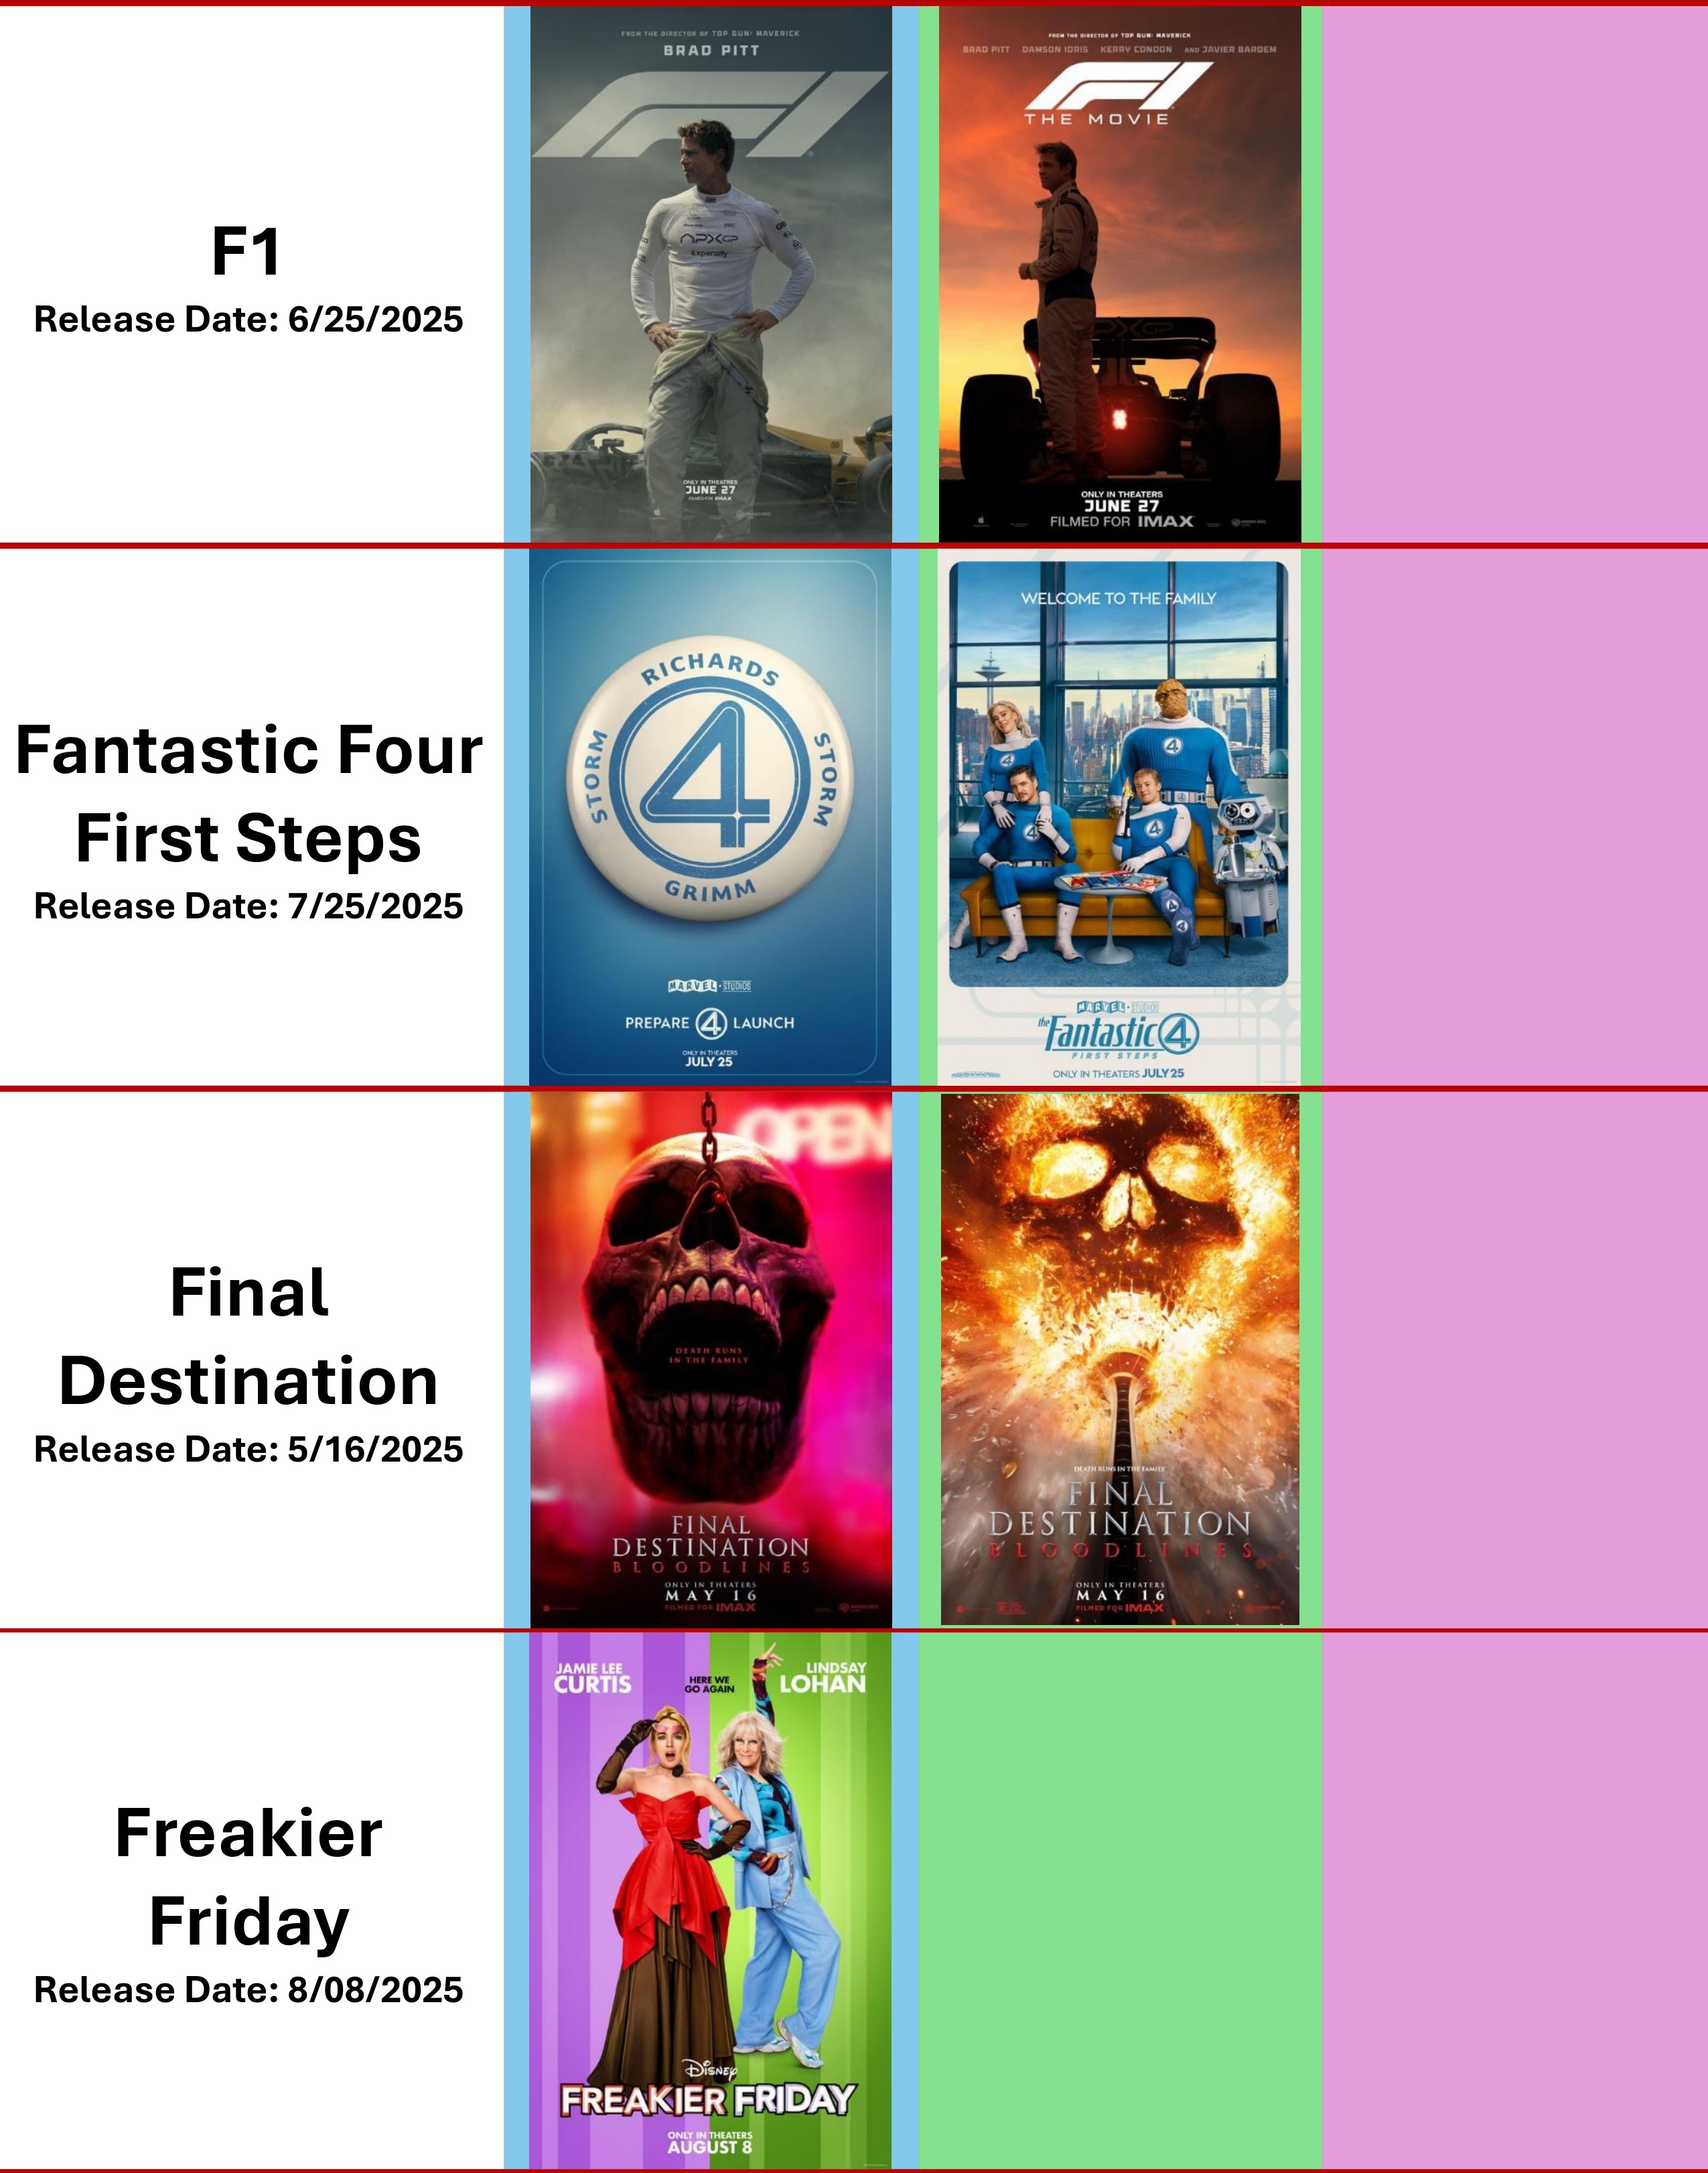 F1
Release Date: 6/25/2025
FROM THE DIRECTOR OF TOP GUN: MAVERICK
BRAD PITT
F1
APXGP
Expensify
ONLY IN THEATRES
JUNE 27
FILMED FOR IMAX
FROM THE DIRECTOR OF TOP GUN: MAVERICK
BRAD PITT DAMSON IDRIS KERRY CONDON AND JAVIER BARDEM
F1
THE MOVIE
ONLY IN THEATERS
JUNE 27
FILMED FOR IMAX
Fantastic Four
First Steps
Release Date: 7/25/2025
RICHARDS
STORM
4
STORM
GRIMM
MARVEL STUDIOS
PREPARE 4 LAUNCH
ONLY IN THEATERS
JULY 25
WELCOME TO THE FAMILY
4
4
4
4
MARVEL STUDIOS
the Fantastic 4
FIRST STEPS
ONLY IN THEATERS JULY 25
Final
Destination
Release Date: 5/16/2025
OPEN
DEATH RUNS
IN THE FAMILY
FINAL
DESTINATION
BLOODLINES
ONLY IN THEATERS
MAY 16
FILMED FOR IMAX
DEATH RUNS IN THE FAMILY
FINAL
DESTINATION
BLOODLINES
ONLY IN THEATERS
MAY 16
FILMED FOR IMAX
Freakier
Friday
Release Date: 8/08/2025
JAMIE LEE
CURTIS
HERE WE
GO AGAIN
LINDSAY
LOHAN
Disney
FREAKIER FRIDAY
ONLY IN THEATERS
AUGUST 8